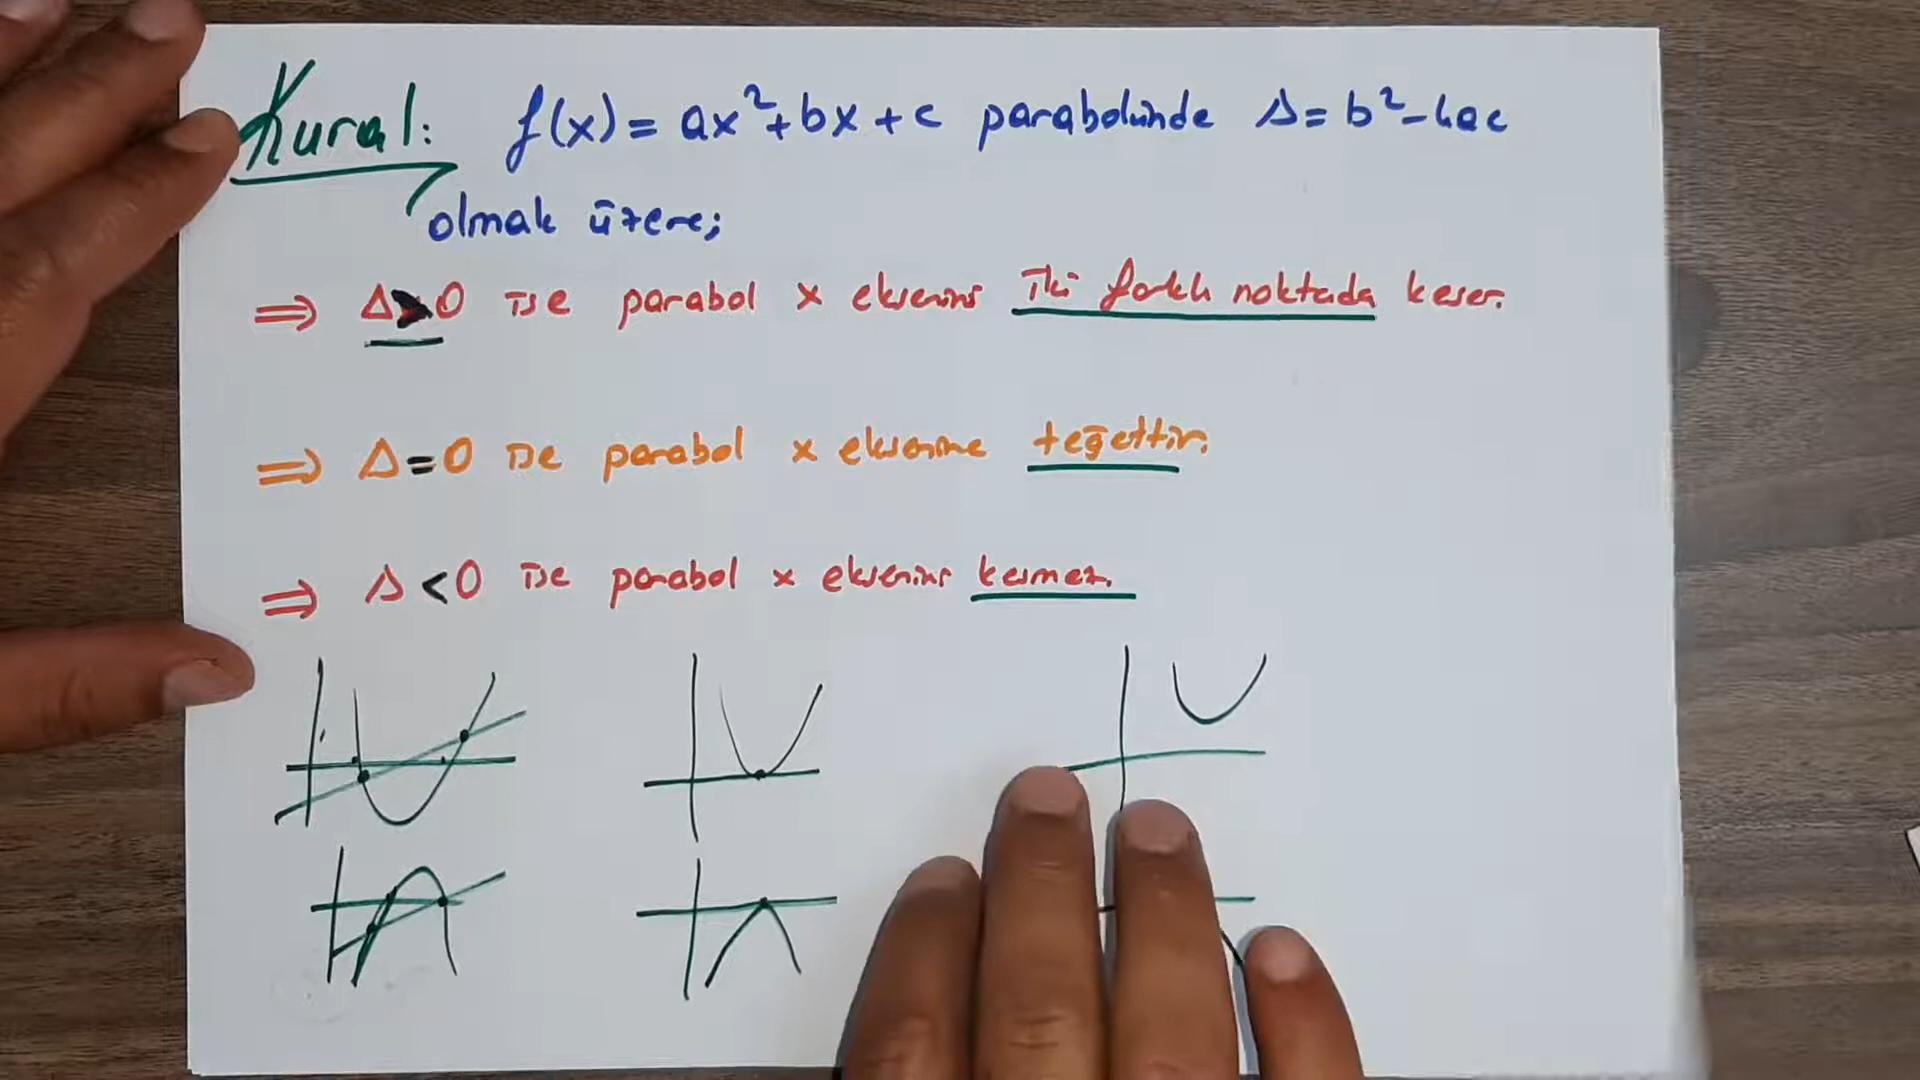 Kural: f(x) = ax²+bx+c parabolünde Δ= b²-4ac
olmak üzere;
⇒ Δ>0 ise parabol x eksenini iki farklı noktada keser.
⇒ Δ=0 ise parabol x eksenine teğettir.
⇒ Δ<0 ise parabol x eksenini kesmez.